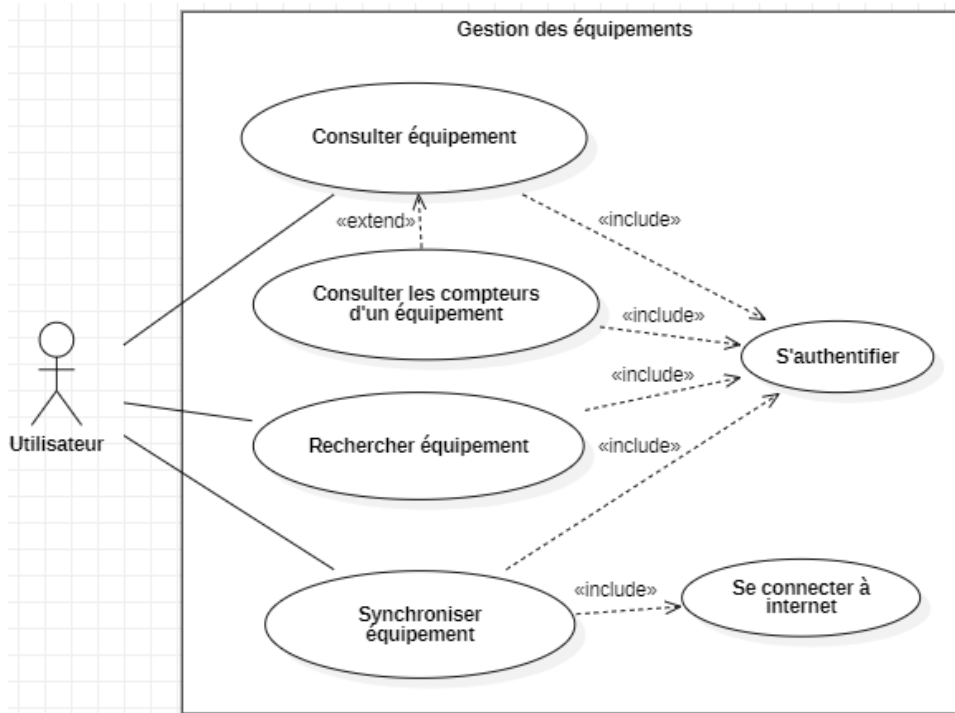 Gestion des équipements
Consulter équipement
«extend»
«include»
Consulter les compteurs
d'un équipement
«include»
S'authentifier
«include»
Utilisateur
Rechercher équipement
«include»
Synchroniser
équipement
«include»
Se connecter à
internet